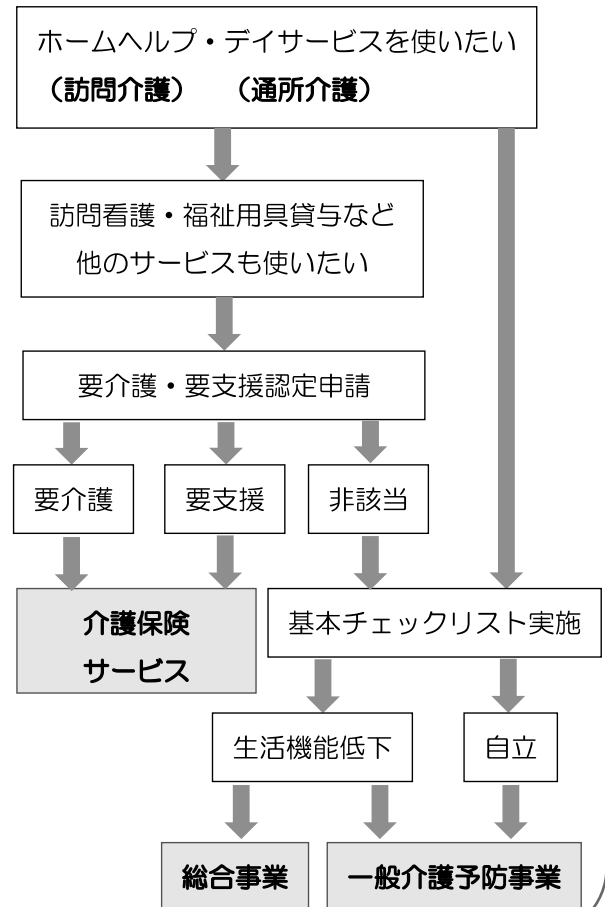 ホームヘルプ・デイサービスを使いたい
（訪問介護）　（通所介護）
訪問看護・福祉用具貸与など
他のサービスも使いたい
要介護・要支援認定申請
要介護
要支援
非該当
介護保険
サービス
基本チェックリスト実施
生活機能低下
自立
総合事業
一般介護予防事業